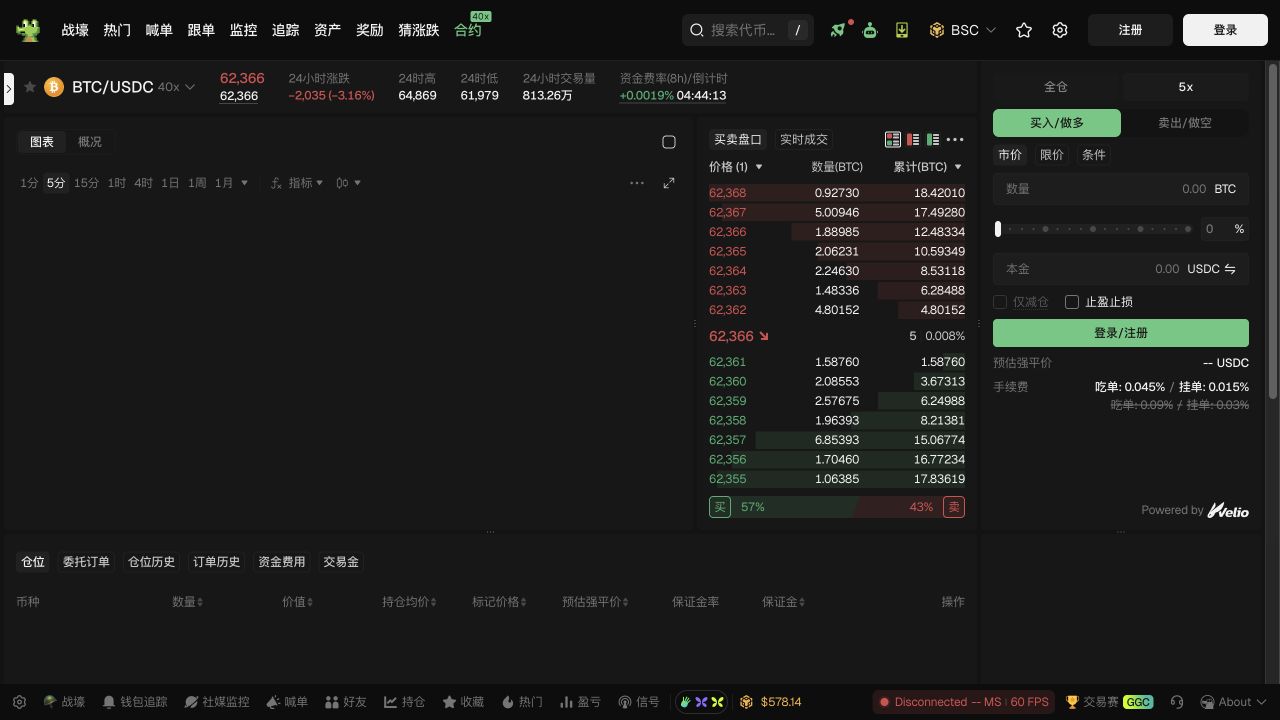 战壕 热门 喊单 跟单 监控 追踪 资产 奖励 猜涨跌 合约 40x 搜索代币... / BSC 注册 登录
BTC/USDC 40x
62,366
62,366
24小时涨跌
−2,035 (−3.16%)
24小时高
64,869
24小时低
61,979
24小时交易量
813.26万
资金费率(8h)/倒计时
+0.0019% 04:44:13
图表 概况
1分 5分 15分 1时 4时 1日 1周 1月 指标
买卖盘口 实时成交
价格 (1) 数量(BTC) 累计(BTC)
62,368 0.92730 18.42010
62,367 5.00946 17.49280
62,366 1.88985 12.48334
62,365 2.06231 10.59349
62,364 2.24630 8.53118
62,363 1.48336 6.28488
62,362 4.80152 4.80152
62,366 5 0.008%
62,361 1.58760 1.58760
62,360 2.08553 3.67313
62,359 2.57675 6.24988
62,358 1.96393 8.21381
62,357 6.85393 15.06774
62,356 1.70460 16.77234
62,355 1.06385 17.83619
买 57% 43% 卖
全仓 5x
买入/做多 卖出/做空
市价 限价 条件
数量 0.00 BTC
0 %
本金 0.00 USDC
仅减仓 止盈止损
登录/注册
预估强平价 -- USDC
手续费 吃单: 0.045% / 挂单: 0.015%
吃单: 0.09% / 挂单: 0.03%
Powered by Welio
仓位 委托订单 仓位历史 订单历史 资金费用 交易金
币种 数量 价值 持仓均价 标记价格 预估强平价 保证金率 保证金 操作
战壕 钱包追踪 社媒监控 喊单 好友 持仓 收藏 热门 盈亏 信号 $578.14 Disconnected -- MS 60 FPS 交易赛 GGC About